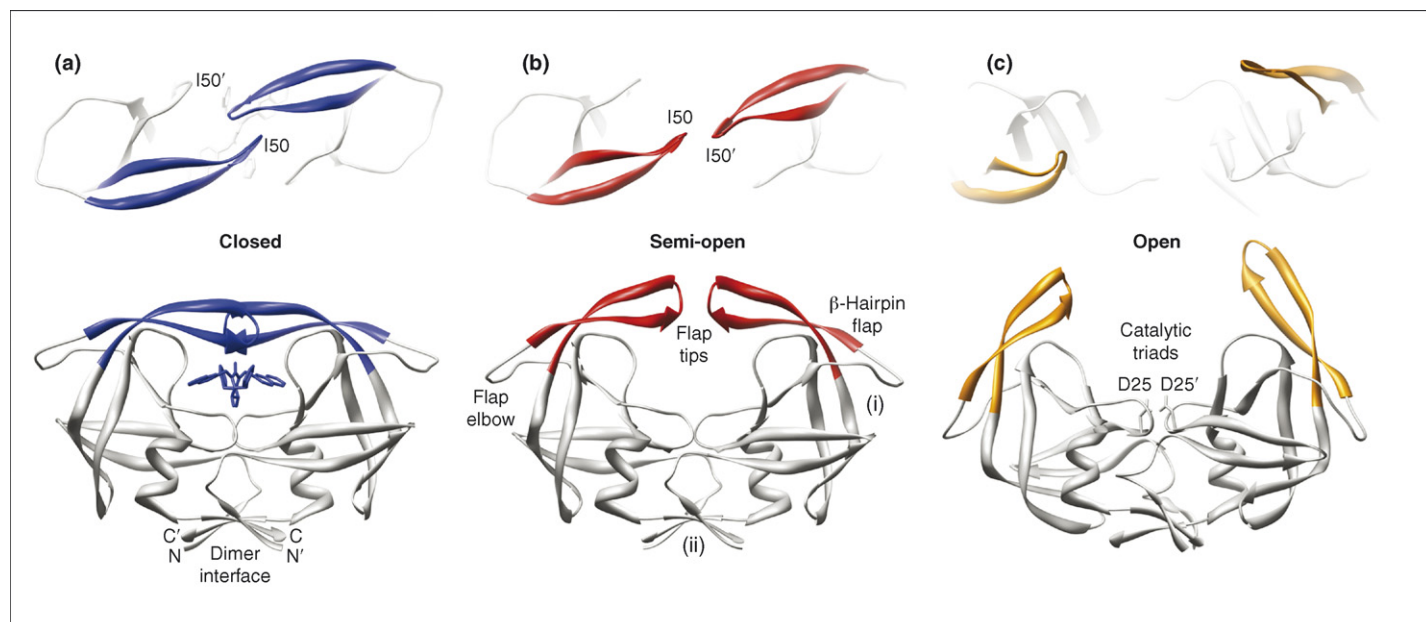 (a)
I50′
I50
Closed
C′
N
C
N′
Dimer
interface
(b)
I50
I50′
Semi-open
β-Hairpin
flap
Flap
tips
Flap
elbow
(i)
(ii)
(c)
Open
Catalytic
triads
D25 D25′